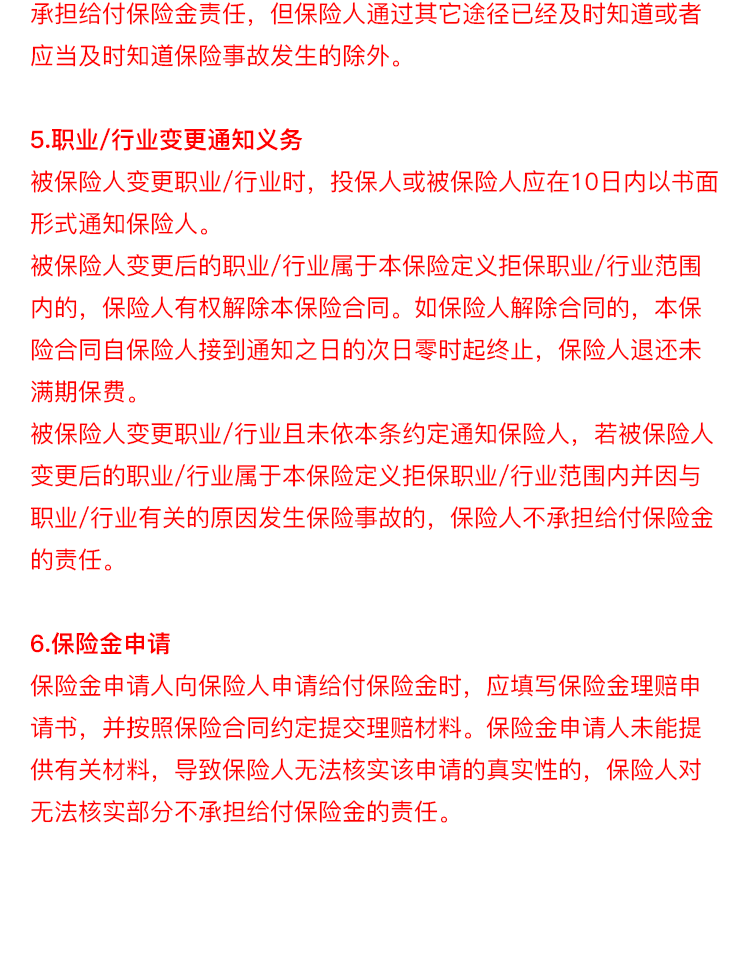 承担给付保险金责任，但保险人通过其它途径已经及时知道或者
应当及时知道保险事故发生的除外。
5.职业/行业变更通知义务
被保险人变更职业/行业时，投保人或被保险人应在10日内以书面
形式通知保险人。
被保险人变更后的职业/行业属于本保险定义拒保职业/行业范围
内的，保险人有权解除本保险合同。如保险人解除合同的，本保
险合同自保险人接到通知之日的次日零时起终止，保险人退还未
满期保费。
被保险人变更职业/行业且未依本条约定通知保险人，若被保险人
变更后的职业/行业属于本保险定义拒保职业/行业范围内并因与
职业/行业有关的原因发生保险事故的，保险人不承担给付保险金
的责任。
6.保险金申请
保险金申请人向保险人申请给付保险金时，应填写保险金理赔申
请书，并按照保险合同约定提交理赔材料。保险金申请人未能提
供有关材料，导致保险人无法核实该申请的真实性的，保险人对
无法核实部分不承担给付保险金的责任。